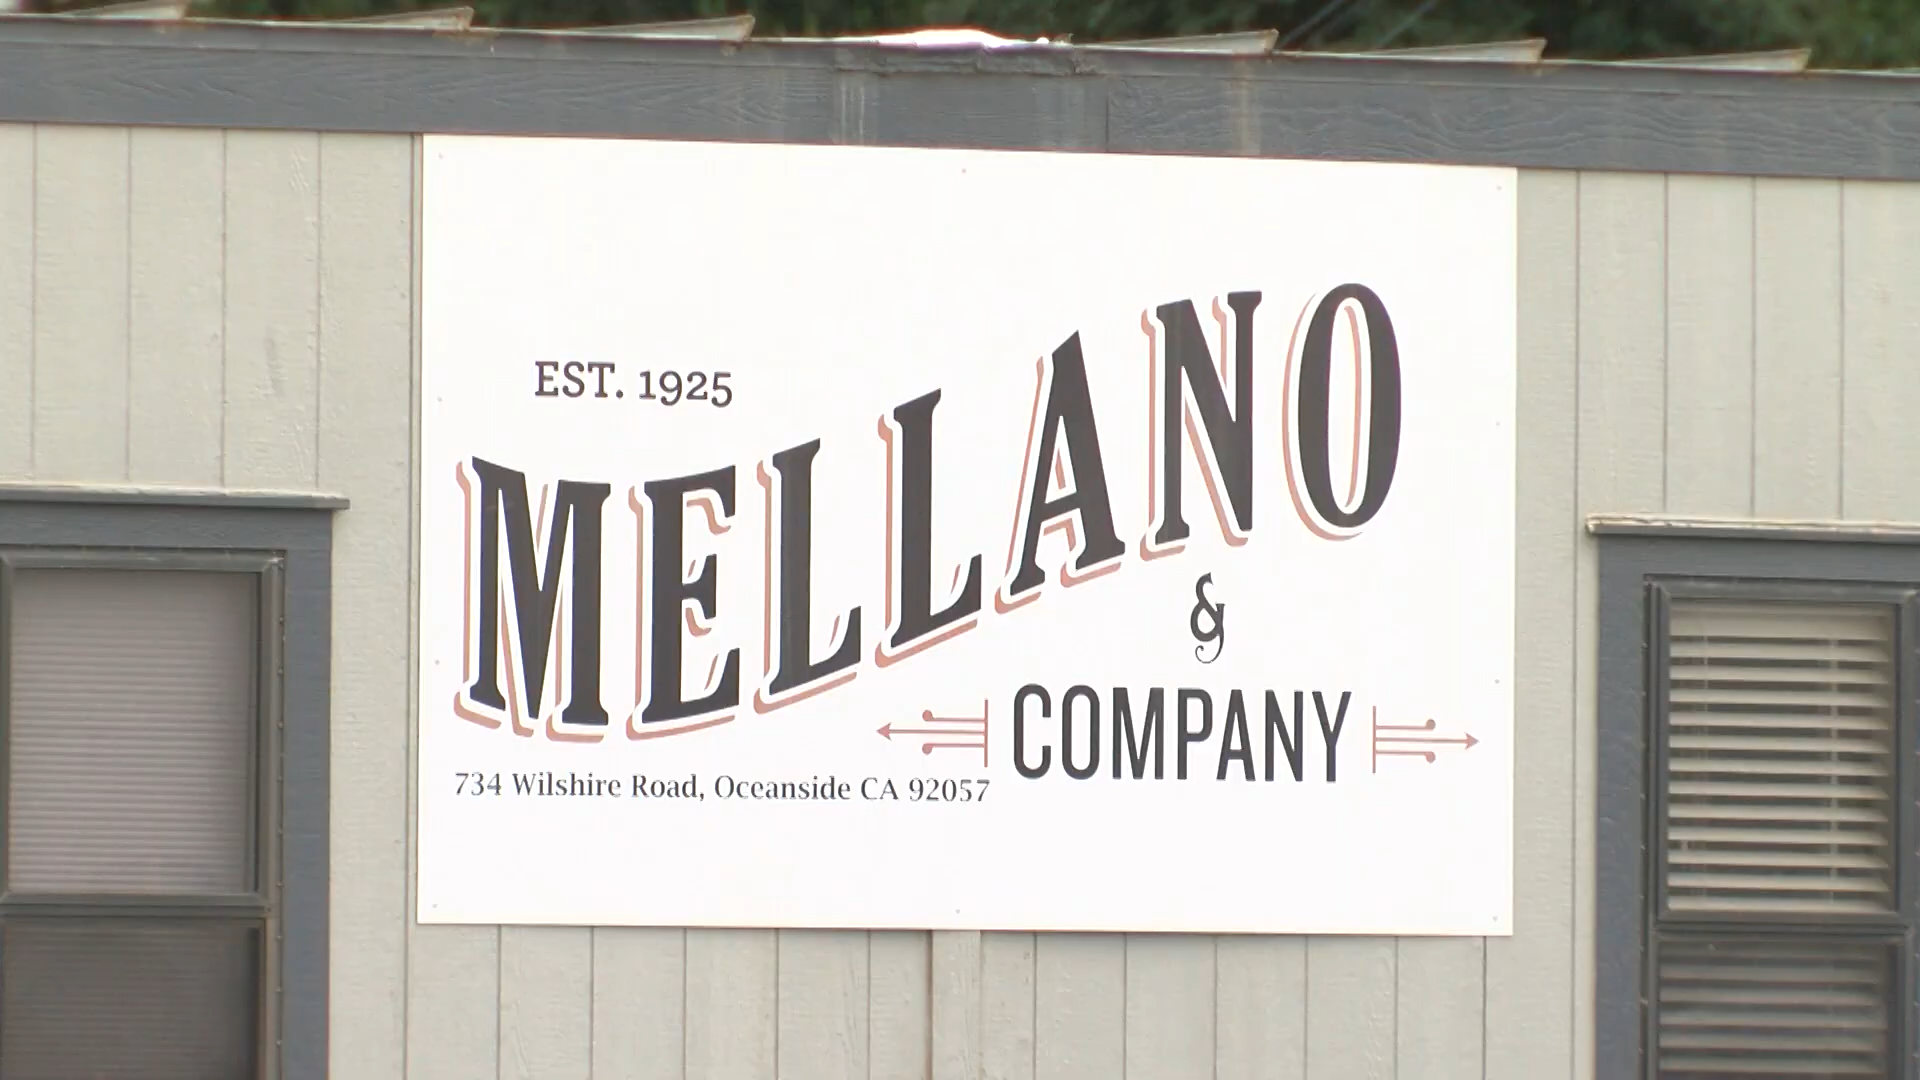 EST. 1925
MELLANO
&
COMPANY
734 Wilshire Road, Oceanside CA 92057